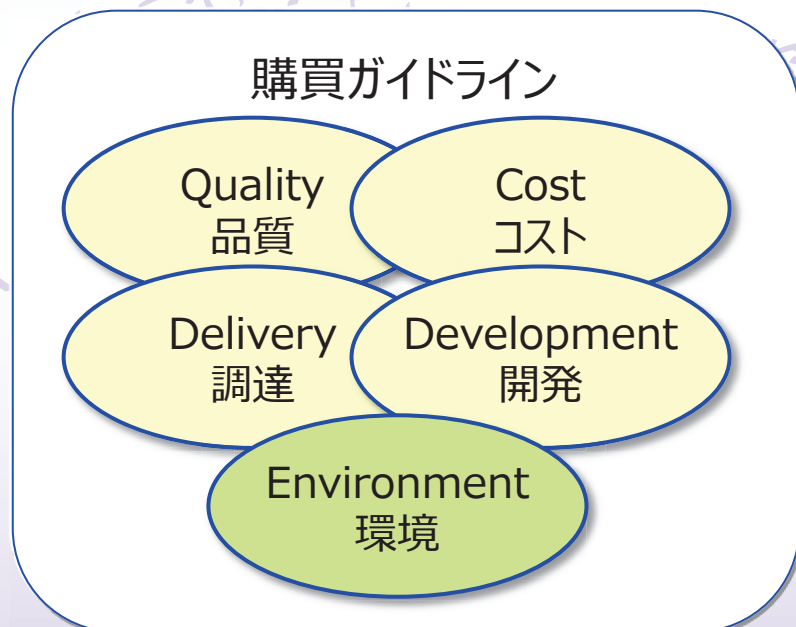 購買ガイドライン
Quality
品質
Cost
コスト
Delivery
調達
Development
開発
Environment
環境